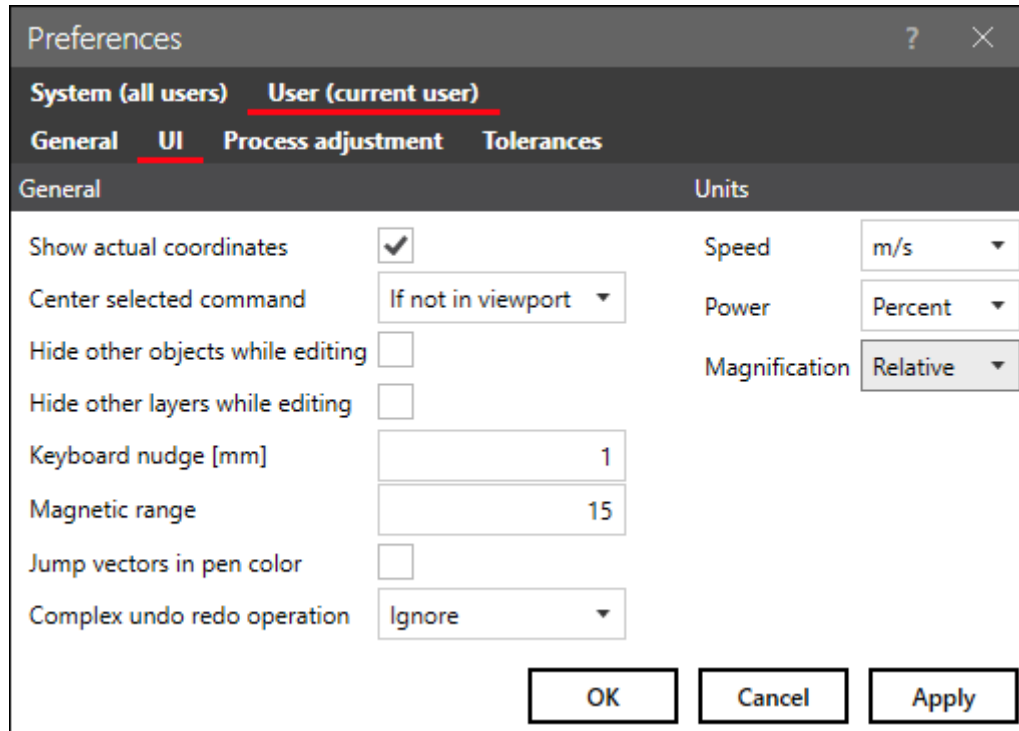 Preferences ?
System (all users) User (current user)
General UI Process adjustment Tolerances
General Units
Show actual coordinates
Speed m/s
Center selected command If not in viewport
Power Percent
Hide other objects while editing
Magnification Relative
Hide other layers while editing
Keyboard nudge [mm] 1
Magnetic range 15
Jump vectors in pen color
Complex undo redo operation Ignore
OK Cancel Apply